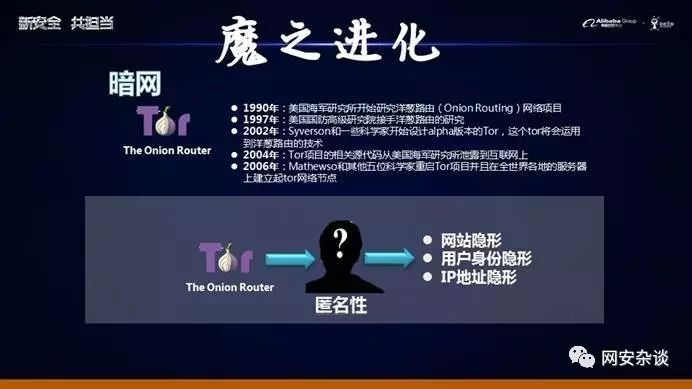 新安全 共担当
Alibaba Group
魔之进化
暗网
Tor
The Onion Router
● 1990年：美国海军研究所开始研究洋葱路由（Onion Routing）网络项目
● 1997年：美国国防高级研究院接手洋葱路由的研究
● 2002年：Syverson和一些科学家开始设计alpha版本的Tor，这个tor将会运用
到洋葱路由的技术
● 2004年：Tor项目的相关源代码从美国海军研究所泄露到互联网上
● 2006年：Mathewso和其他五位科学家重启Tor项目并且在全世界各地的服务器
上建立起tor网络节点
Tor
The Onion Router
?
匿名性
● 网站隐形
● 用户身份隐形
● IP地址隐形
网安杂谈